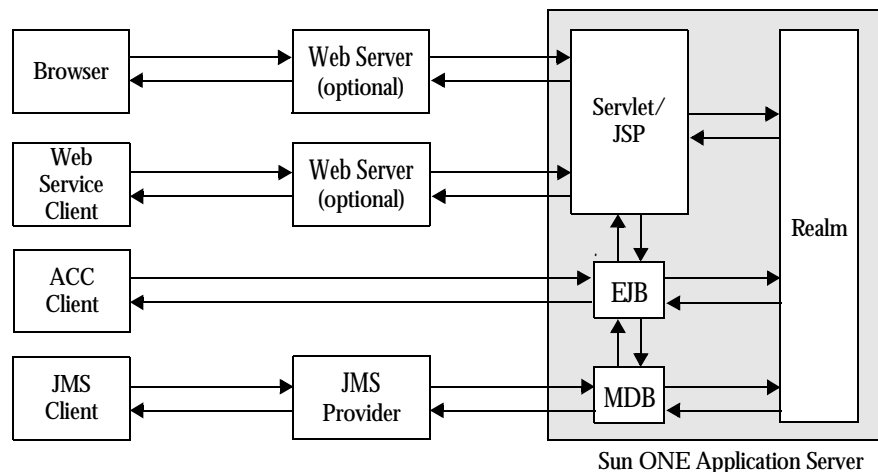 Browser
Web Server
(optional)
Servlet/
JSP
Realm
Web
Service
Client
Web Server
(optional)
ACC
Client
EJB
JMS
Client
JMS
Provider
MDB
Sun ONE Application Server